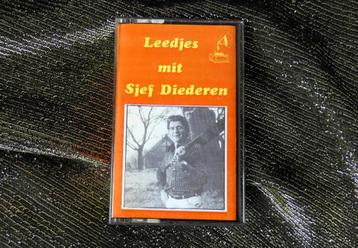 Leedjes
mit
Sjef Diederen